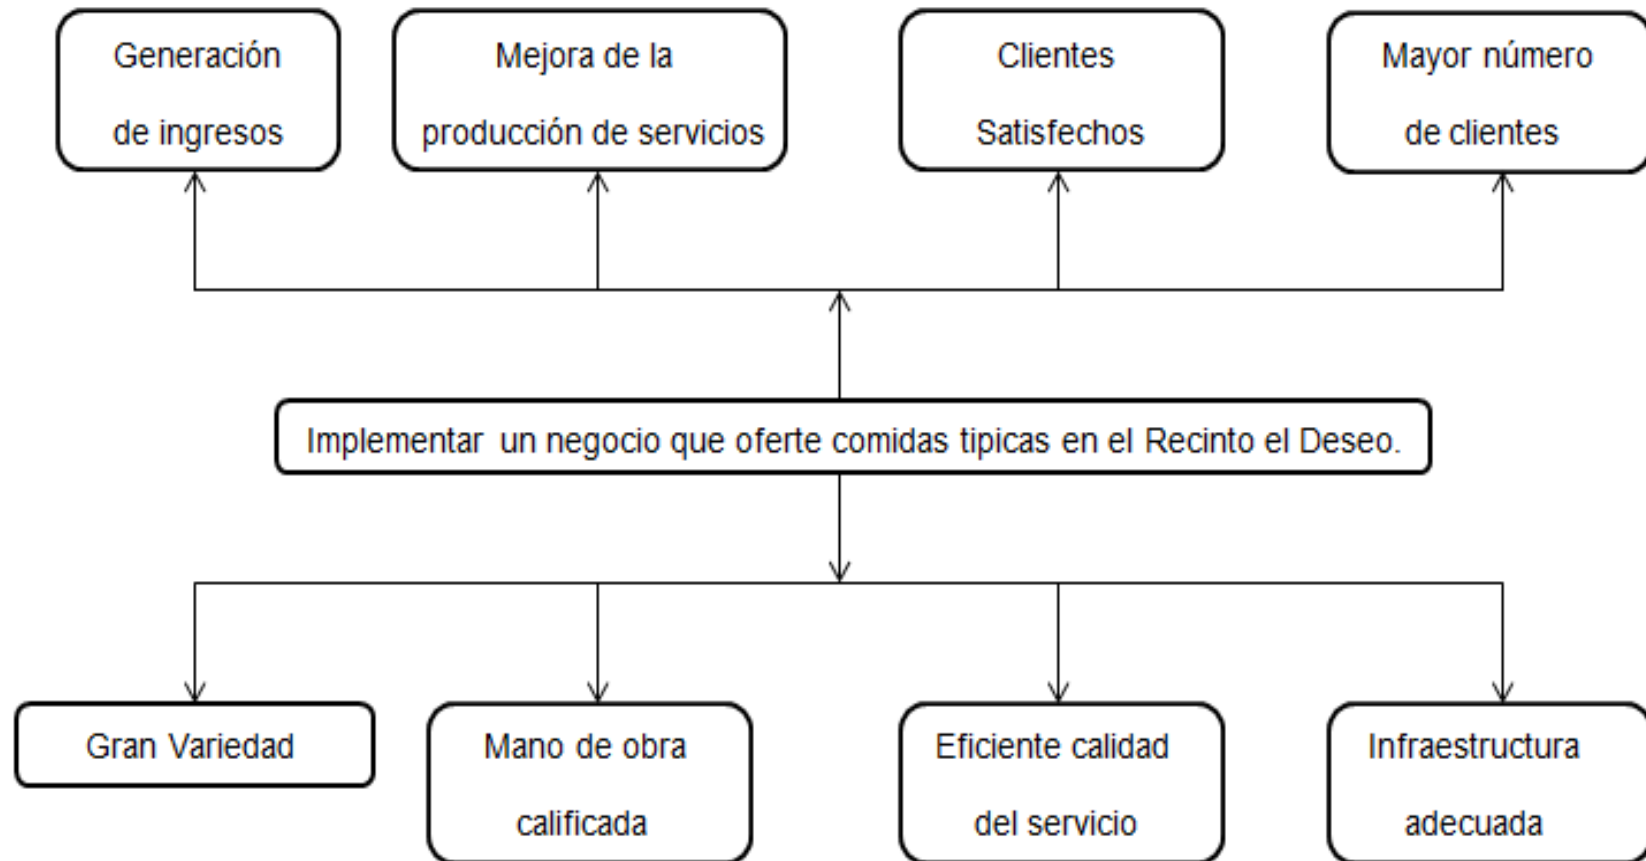 Generación
de ingresos
Mejora de la
producción de servicios
Clientes
Satisfechos
Mayor número
de clientes
Implementar un negocio que oferte comidas tipicas en el Recinto el Deseo.
Gran Variedad
Mano de obra
calificada
Eficiente calidad
del servicio
Infraestructura
adecuada